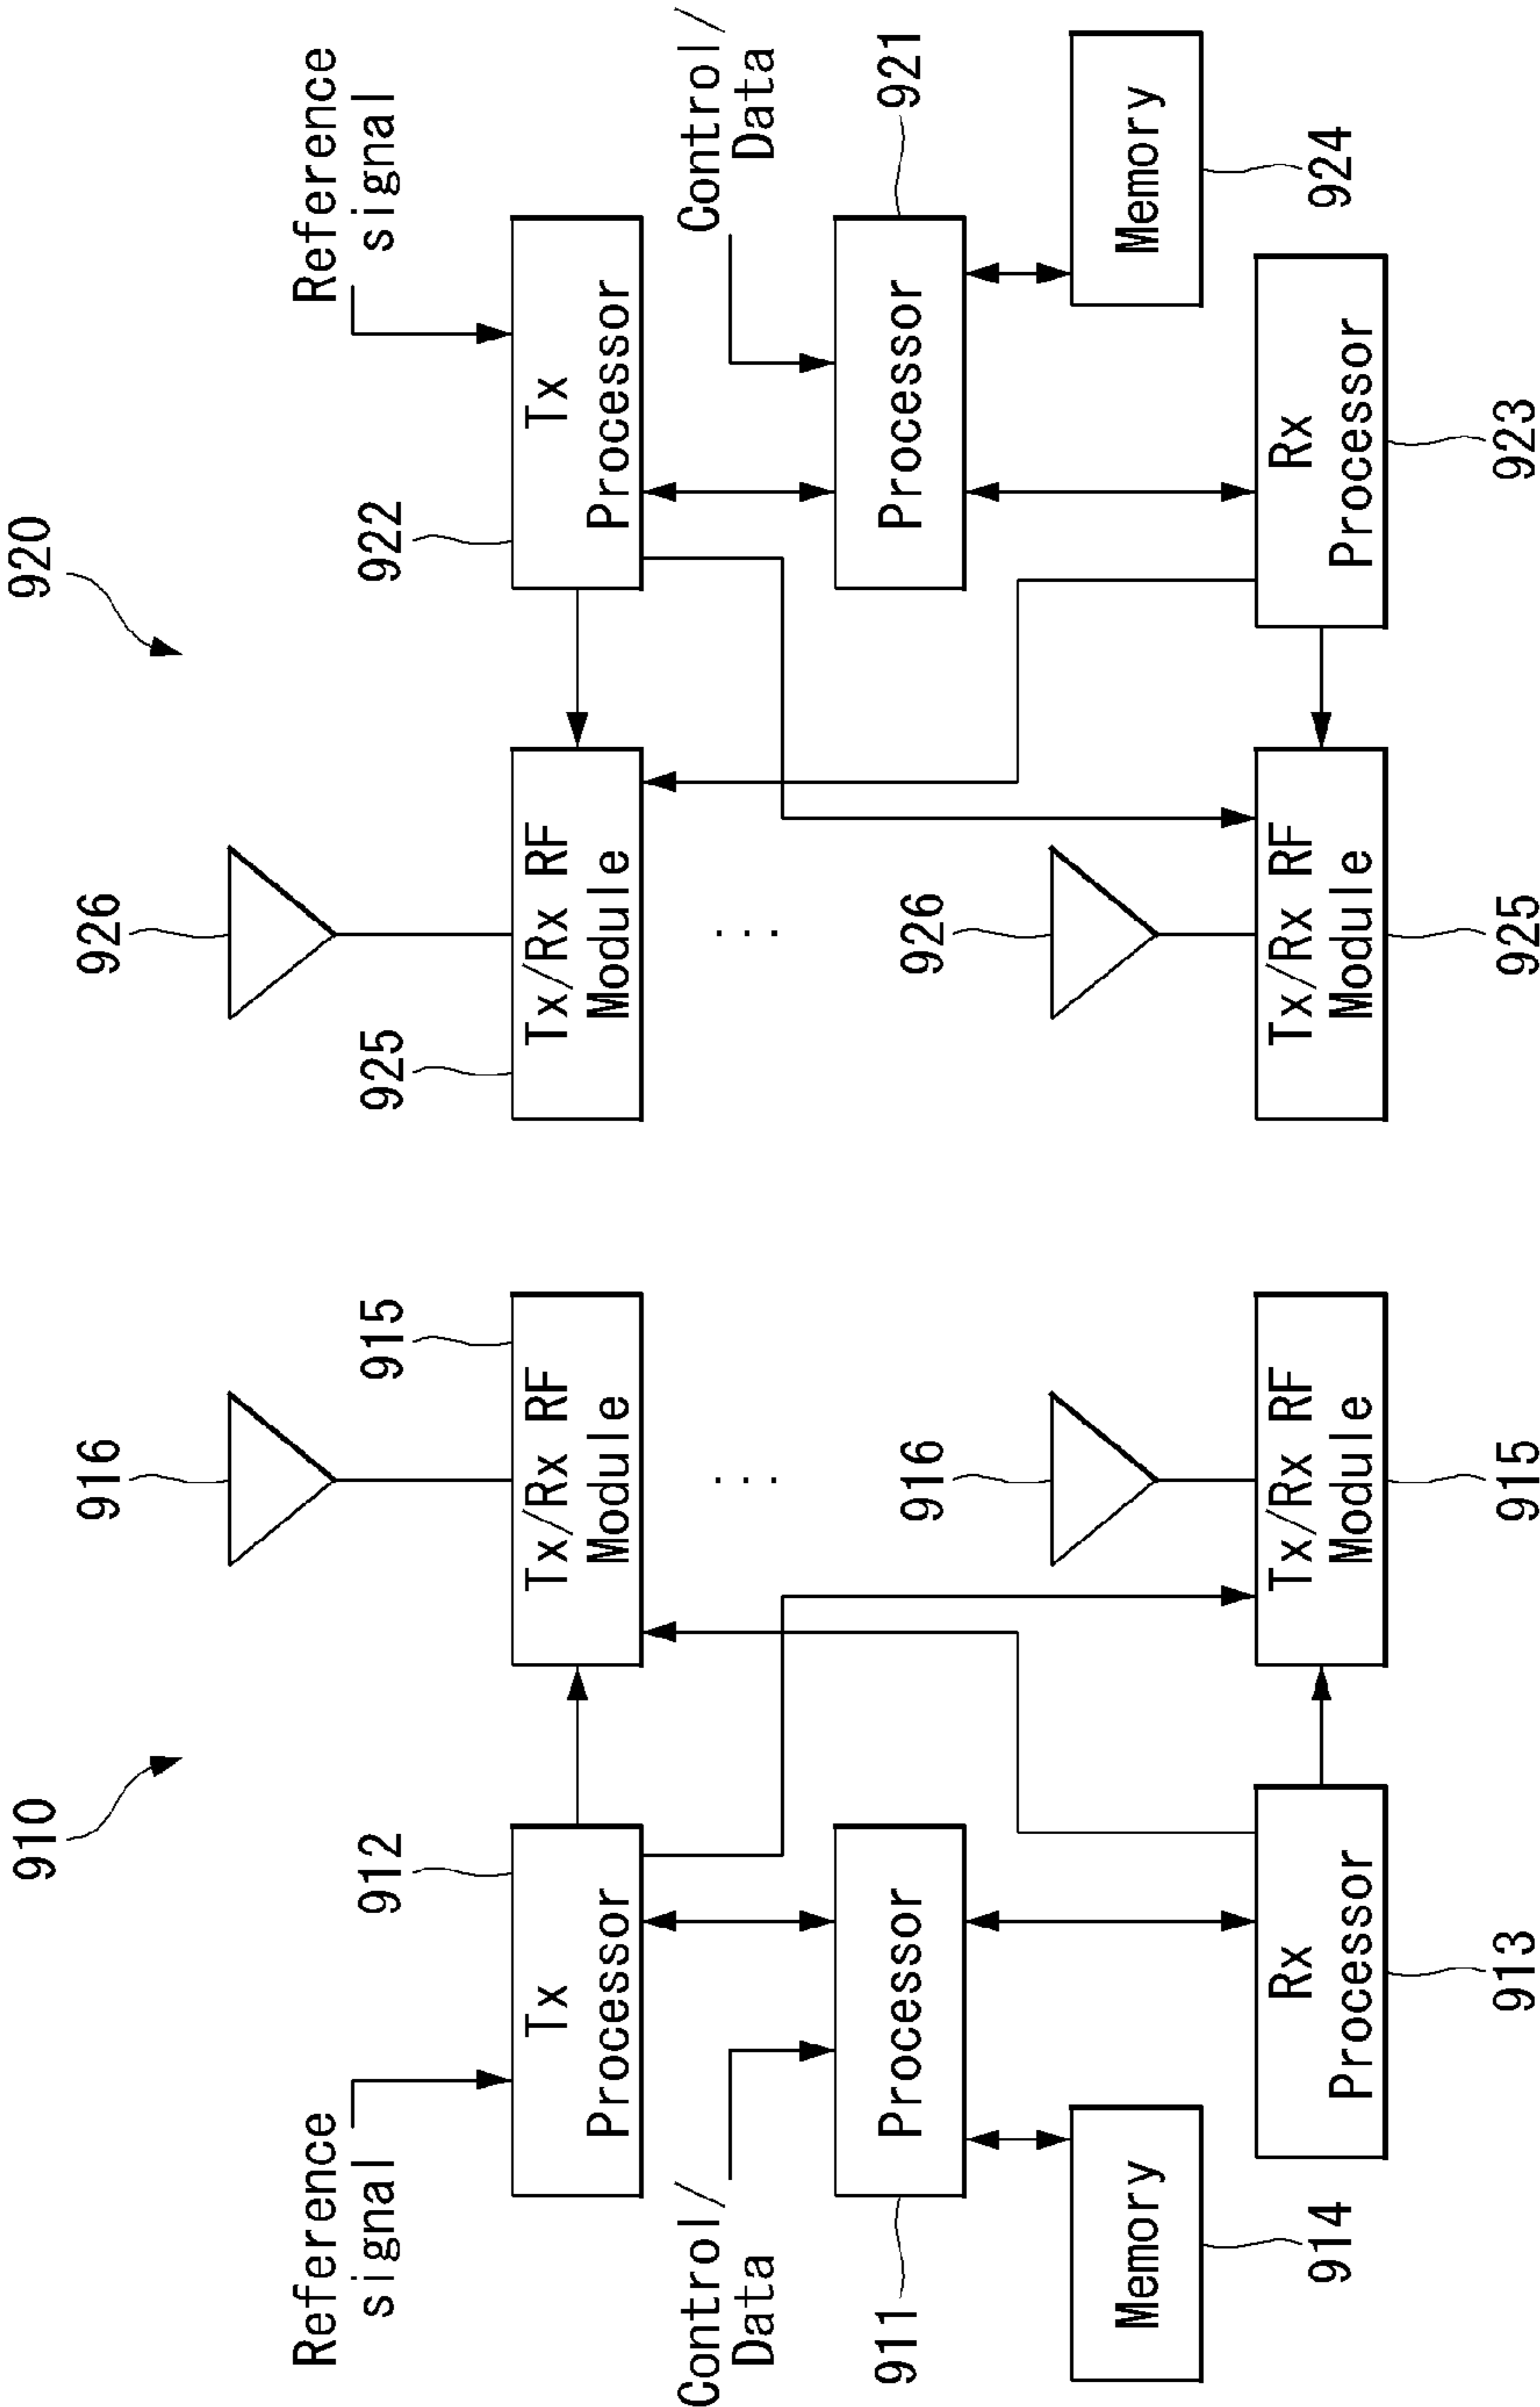 910
920
916
916
926
926
Reference
signal
912
Tx
Processor
915
Tx/Rx RF
Module
925
Tx/Rx RF
Module
922
Tx
Processor
Reference
signal
Control/
Data
911
Processor
...
...
Processor
921
Control/
Data
Memory
914
Memory
924
Rx
Processor
913
Tx/Rx RF
Module
915
Tx/Rx RF
Module
925
Rx
Processor
923